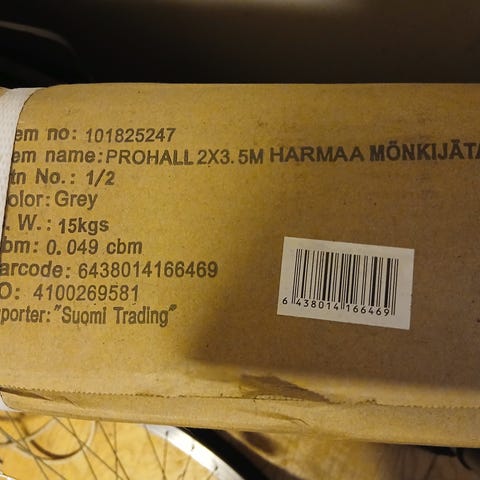 em no: 101825247
em name: PROHALL 2X3.5M HARMAA MÖNKIJÄTA
tn No.: 1/2
olor: Grey
. W.: 15kgs
bm: 0.049 cbm
arcode: 6438014166469
O: 4100269581
porter: "Suomi Trading"
6 438014 166469